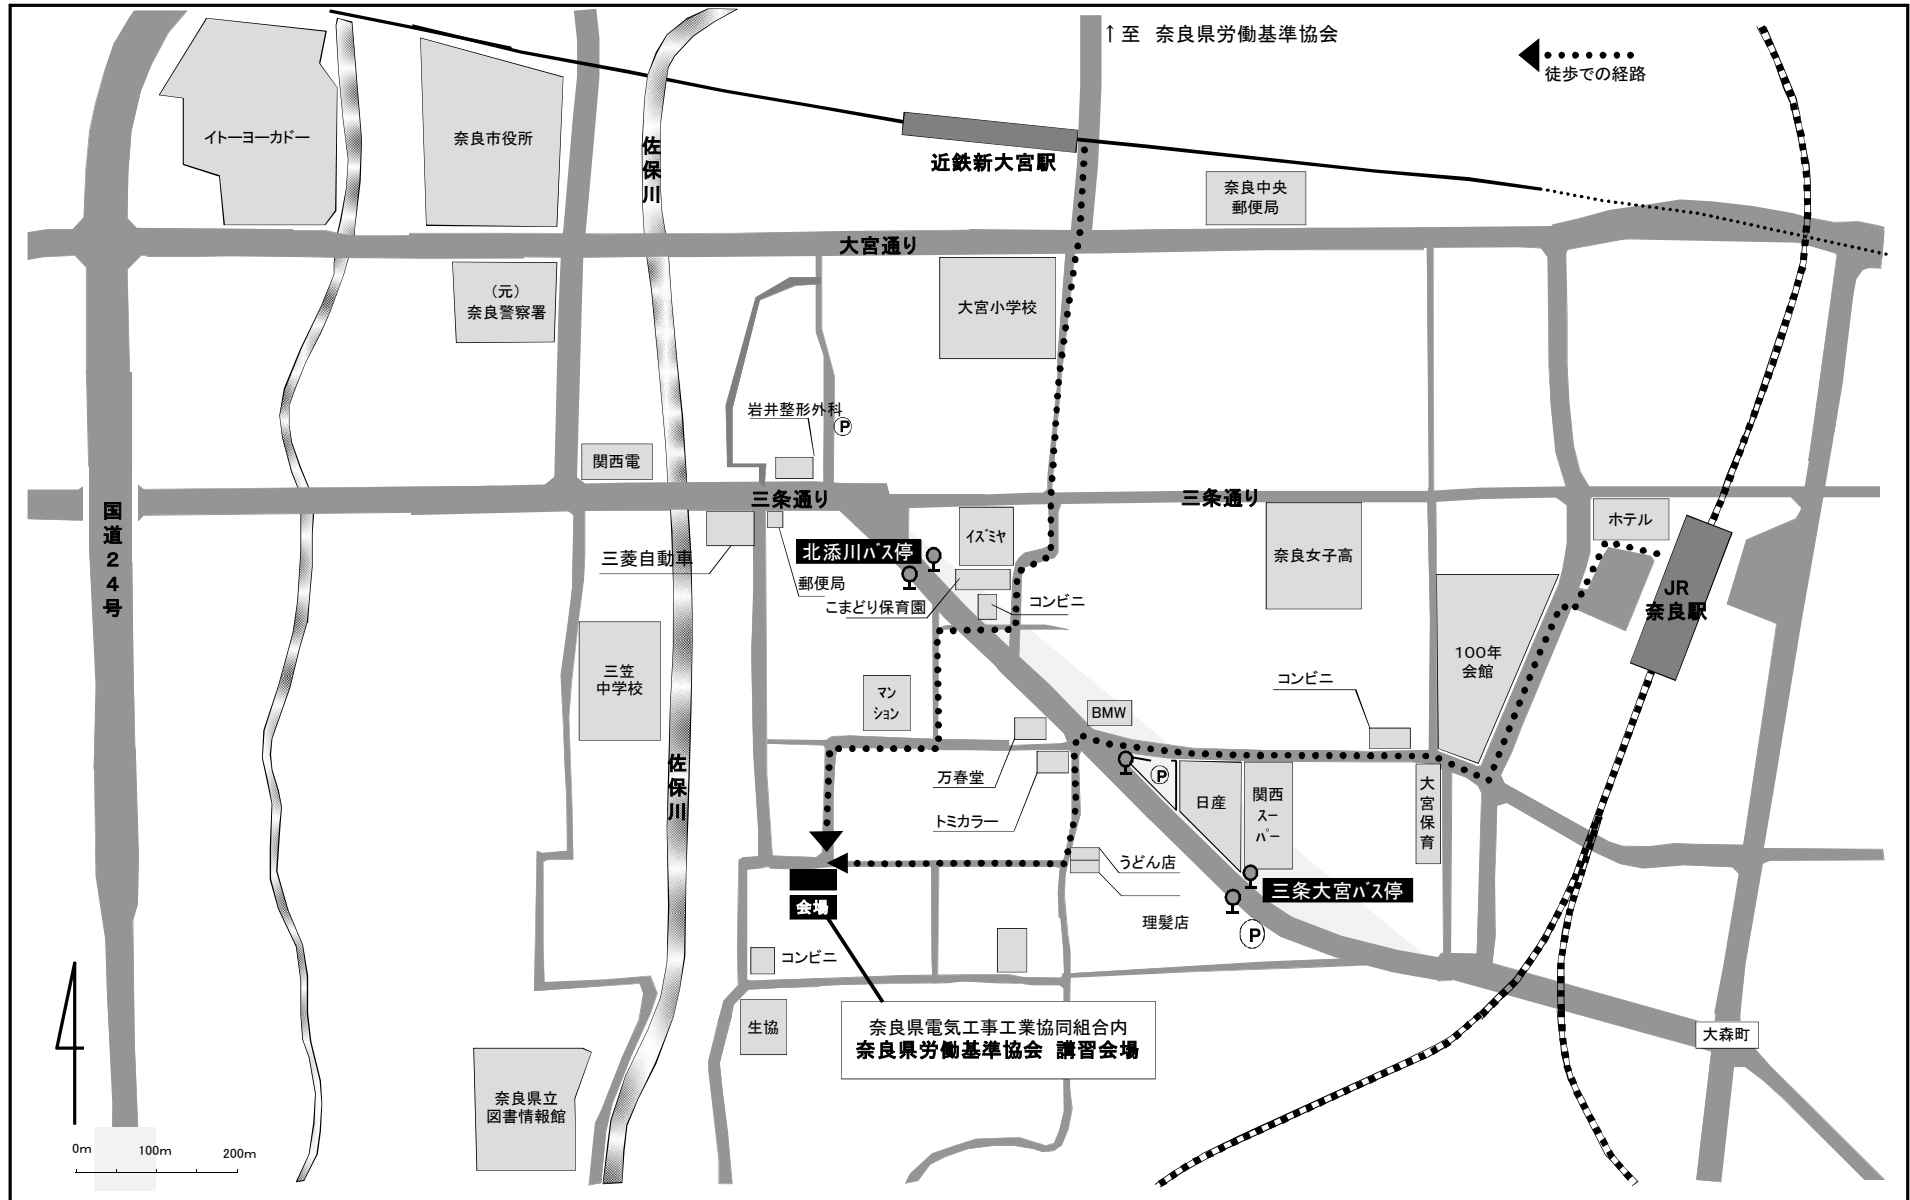 ↑至 奈良県労働基準協会
徒歩での経路
イトーヨーカドー
奈良市役所
佐保川
近鉄新大宮駅
奈良中央
郵便局
大宮通り
(元)
奈良警察署
大宮小学校
岩井整形外科
P
関西電
三条通り
三条通り
国道24号
ホテル
三菱自動車
郵便局
北添川バス停
イズミヤ
奈良女子高
JR
奈良駅
こまどり保育園
コンビニ
三笠
中学校
100年
会館
マン
ション
コンビニ
BMW
佐保川
万春堂
P
日産
関西
スー
パー
大宮保育
トミカラー
うどん店
三条大宮バス停
会場
理髪店
P
コンビニ
生協
奈良県電気工事工業協同組合内
奈良県労働基準協会 講習会場
大森町
奈良県立
図書情報館
0m 100m 200m